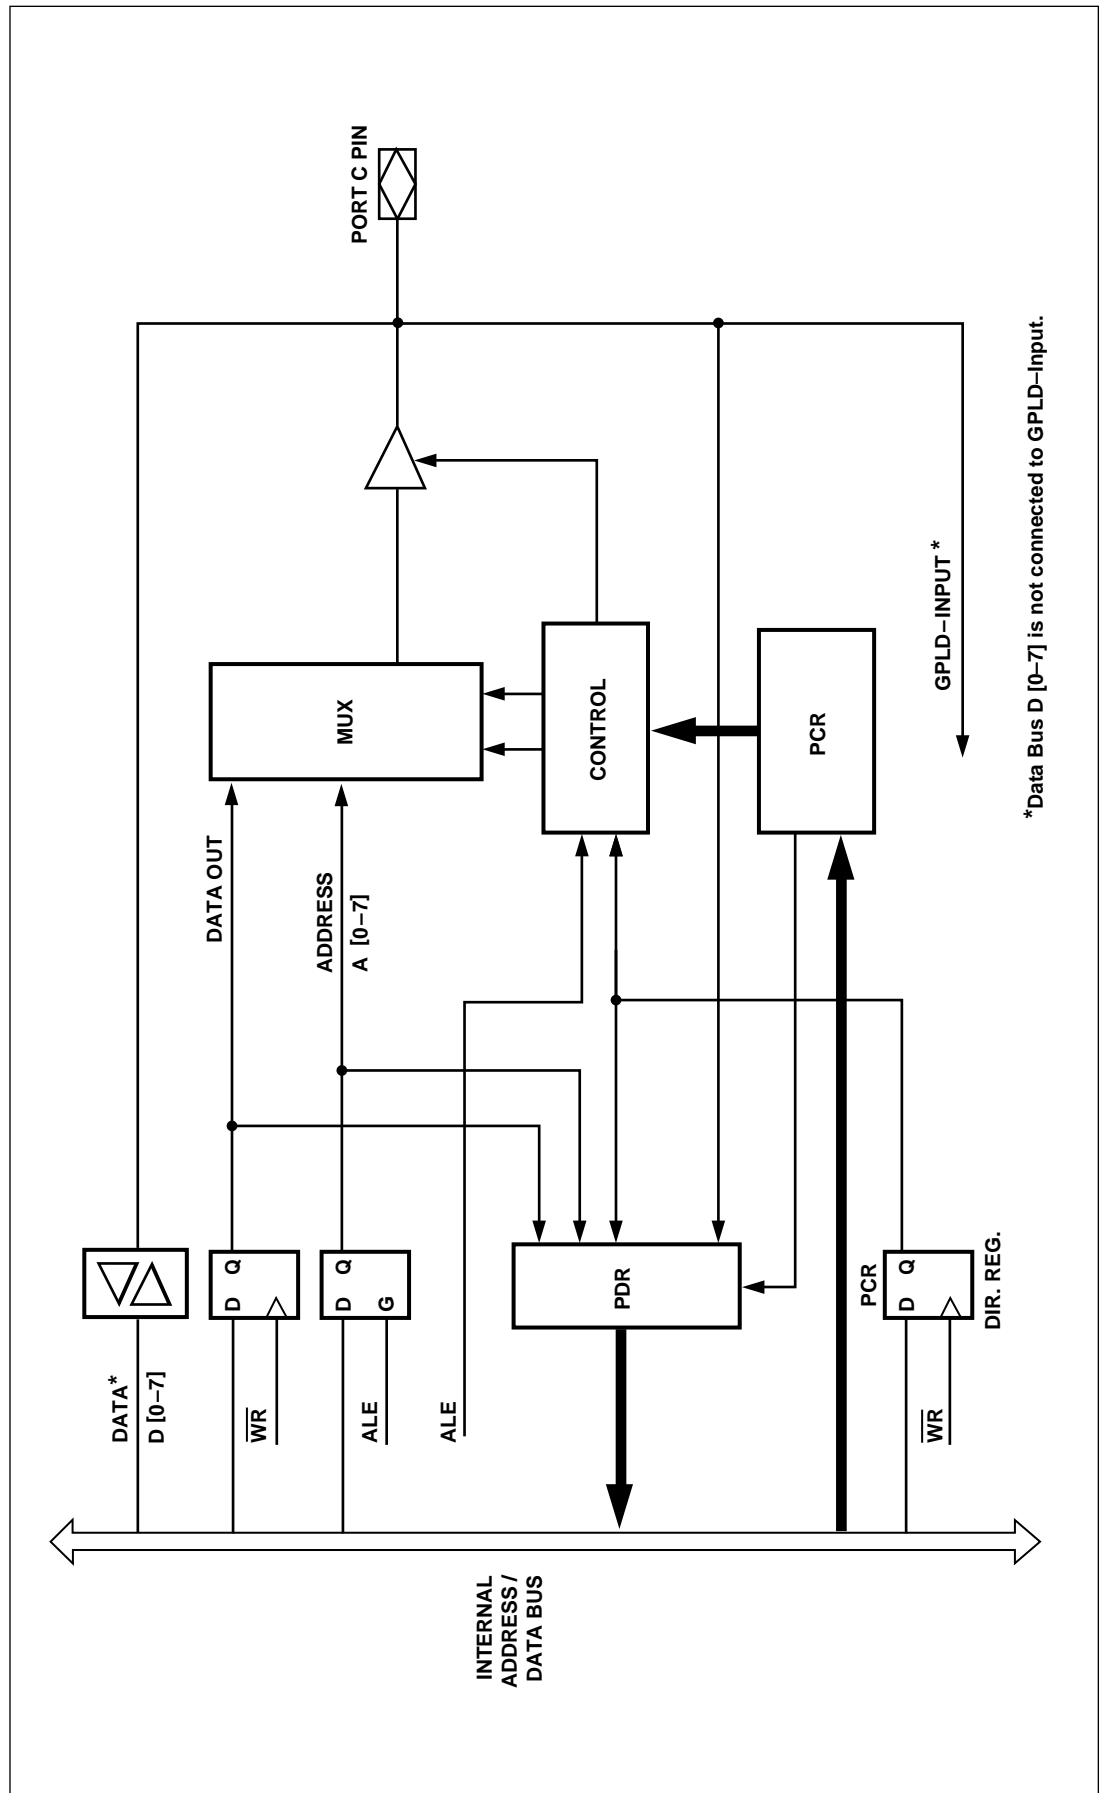 PORT C PIN
DATA OUT
ADDRESS
A [0–7]
MUX
CONTROL
PCR
GPLD–INPUT *
*Data Bus D [0–7] is not connected to GPLD–Input.
DATA*
D [0–7]
D Q
WR
D Q
G
ALE
ALE
PDR
PCR
D Q
DIR. REG.
WR
INTERNAL
ADDRESS /
DATA BUS